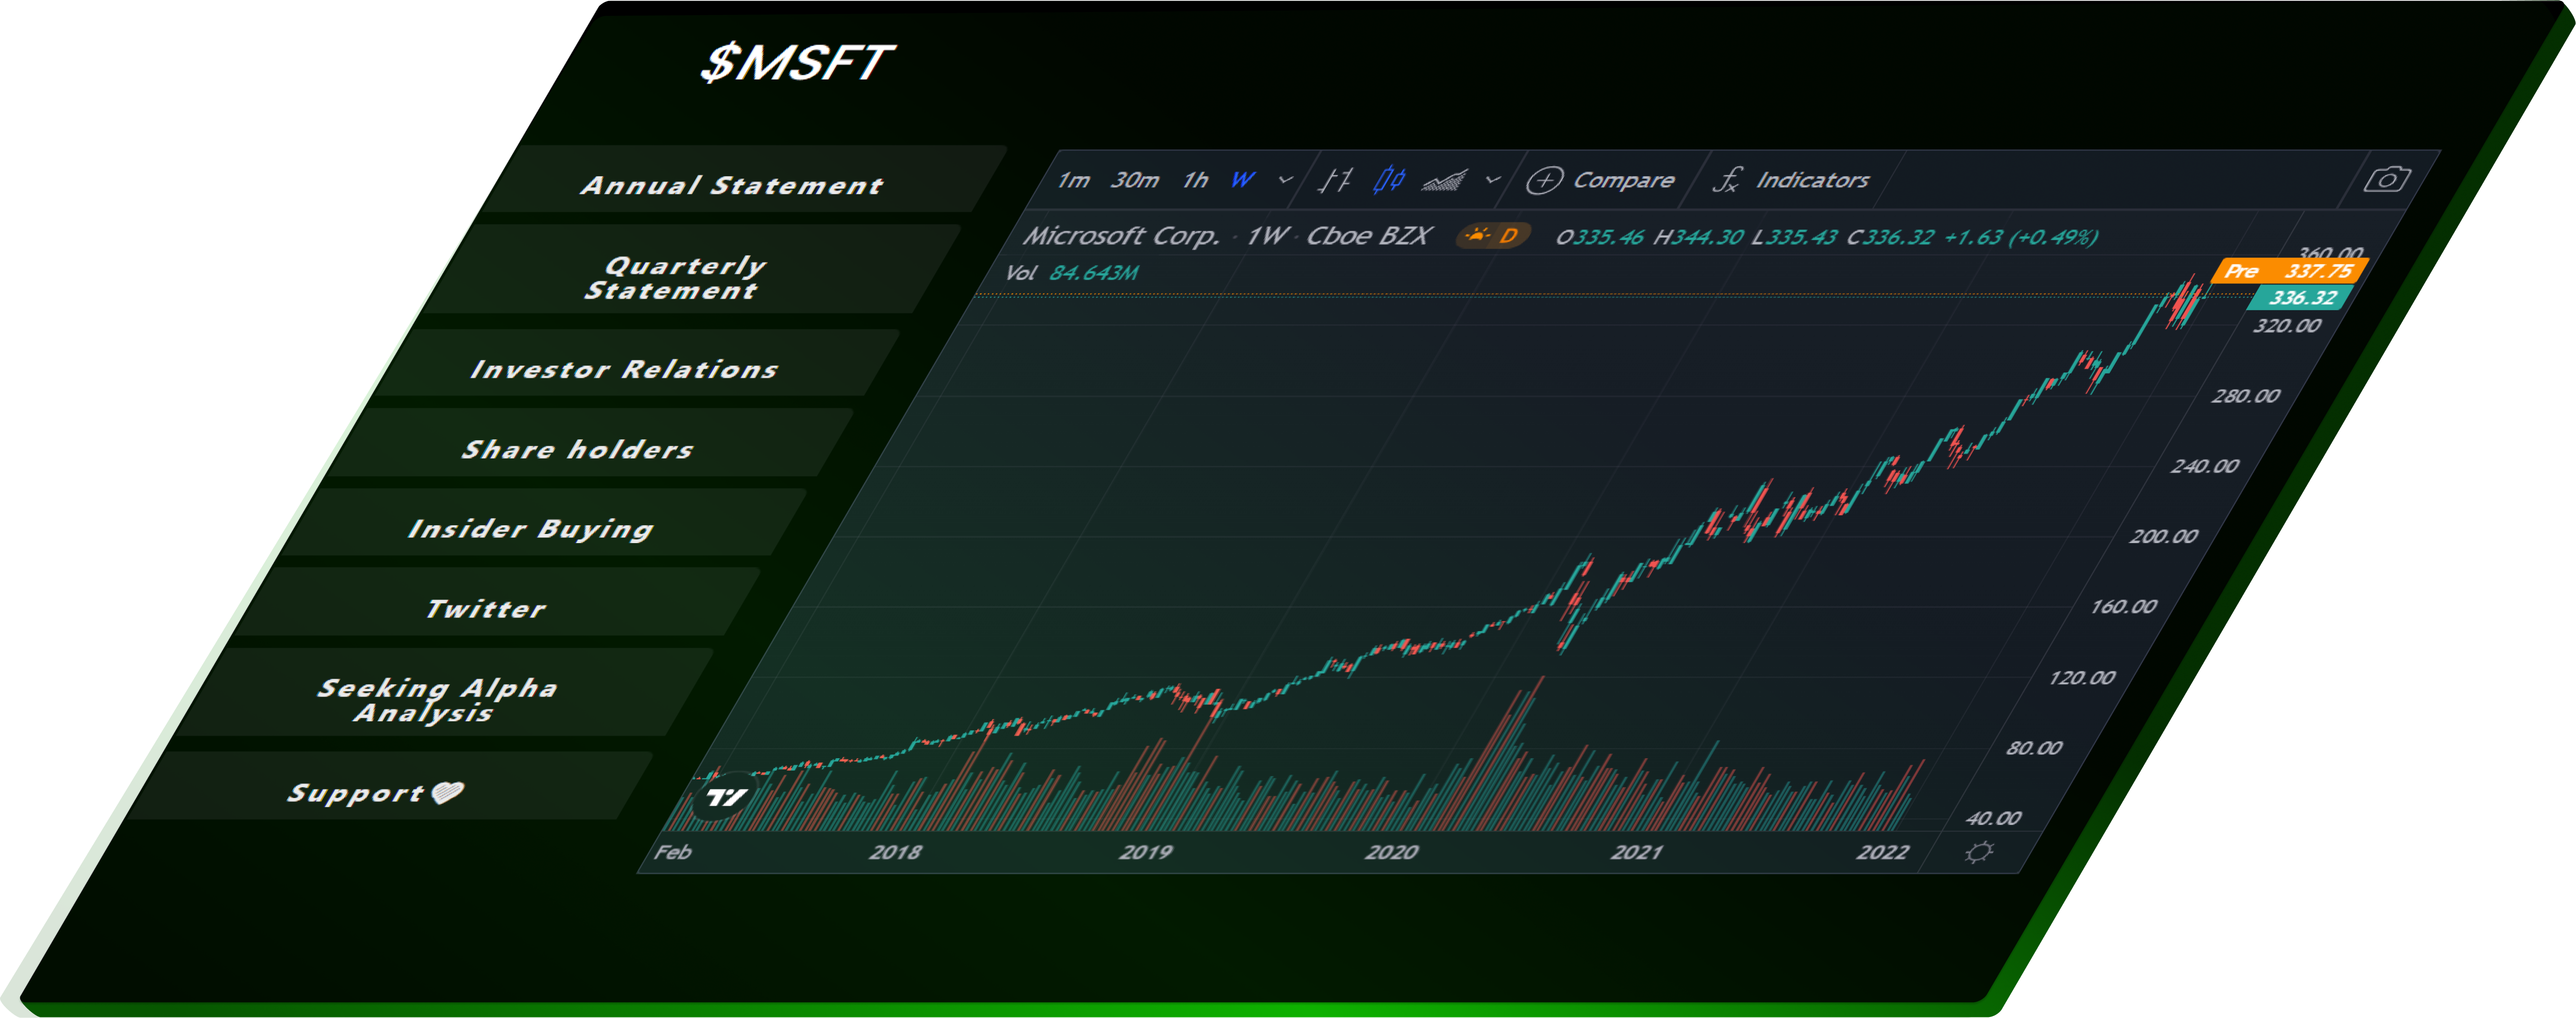 $MSFT
Annual Statement
Quarterly
Statement
Investor Relations
Share holders
Insider Buying
Twitter
Seeking Alpha
Analysis
Support
1m 30m 1h W Compare Indicators
Microsoft Corp. · 1W · Cboe BZX D O335.46 H344.30 L335.43 C336.32 +1.63 (+0.49%)
Vol 84.643M
360.00
Pre 337.75
336.32
320.00
280.00
240.00
200.00
160.00
120.00
80.00
40.00
Feb 2018 2019 2020 2021 2022